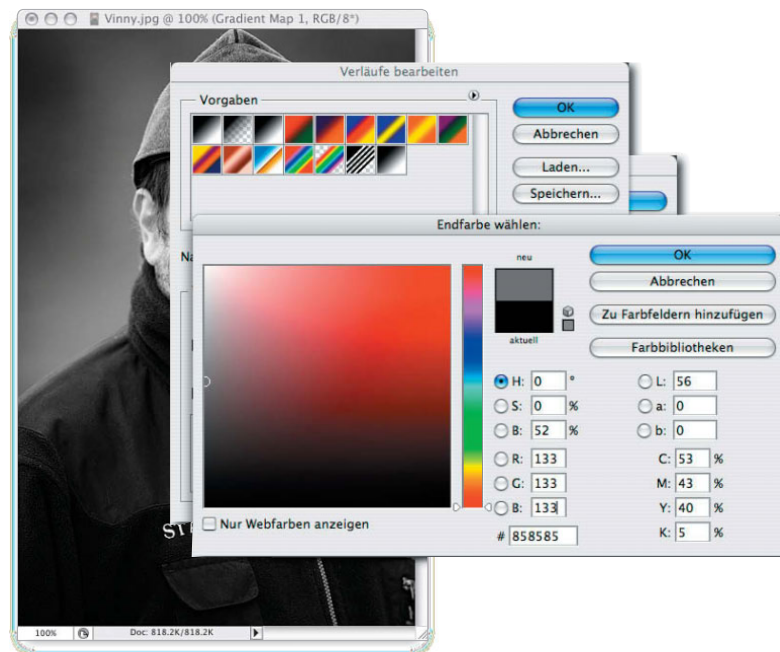 Vinny.jpg @ 100% (Gradient Map 1, RGB/8*)
Verläufe bearbeiten
Vorgaben
OK
Abbrechen
Laden...
Speichern...
Endfarbe wählen:
neu
aktuell
OK
Abbrechen
Zu Farbfeldern hinzufügen
Farbbibliotheken
H: 0 °
S: 0 %
B: 52 %
R: 133
G: 133
B: 133
# 858585
L: 56
a: 0
b: 0
C: 53 %
M: 43 %
Y: 40 %
K: 5 %
Nur Webfarben anzeigen
100%
Doc: 818.2K/818.2K